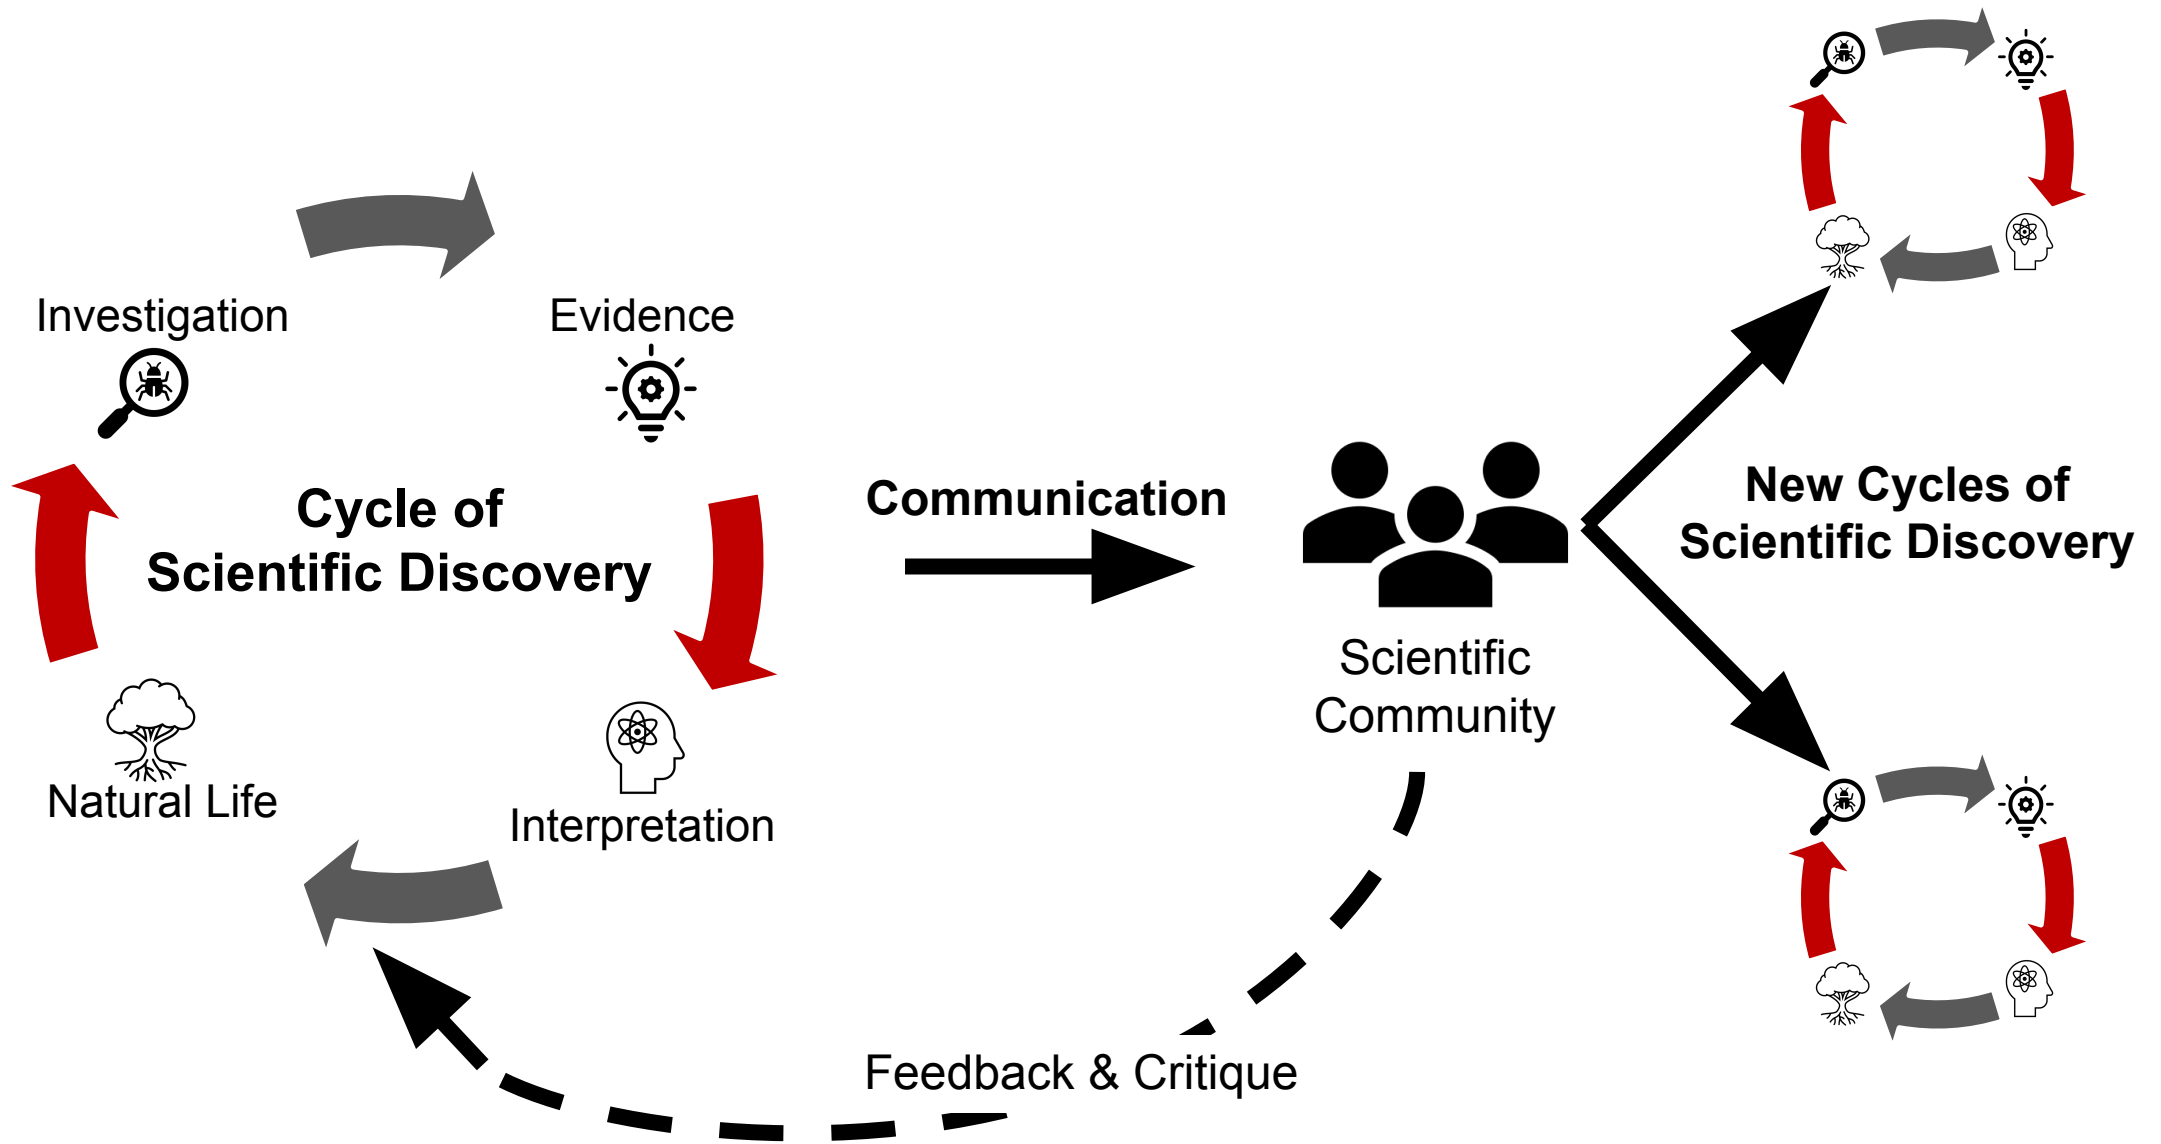 Investigation
Evidence
Cycle of
Scientific Discovery
Natural Life
Interpretation
Communication
Scientific
Community
Feedback & Critique
New Cycles of
Scientific Discovery